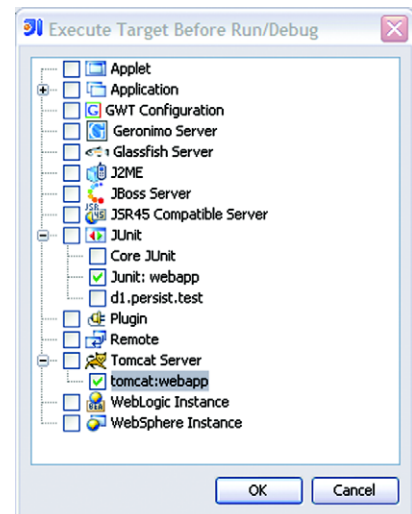 Execute Target Before Run/Debug
Applet
Application
GWT Configuration
Geronimo Server
Glassfish Server
J2ME
JBoss Server
JSR45 Compatible Server
JUnit
Core JUnit
Junit: webapp
d1.persist.test
Plugin
Remote
Tomcat Server
tomcat:webapp
WebLogic Instance
WebSphere Instance
OK Cancel